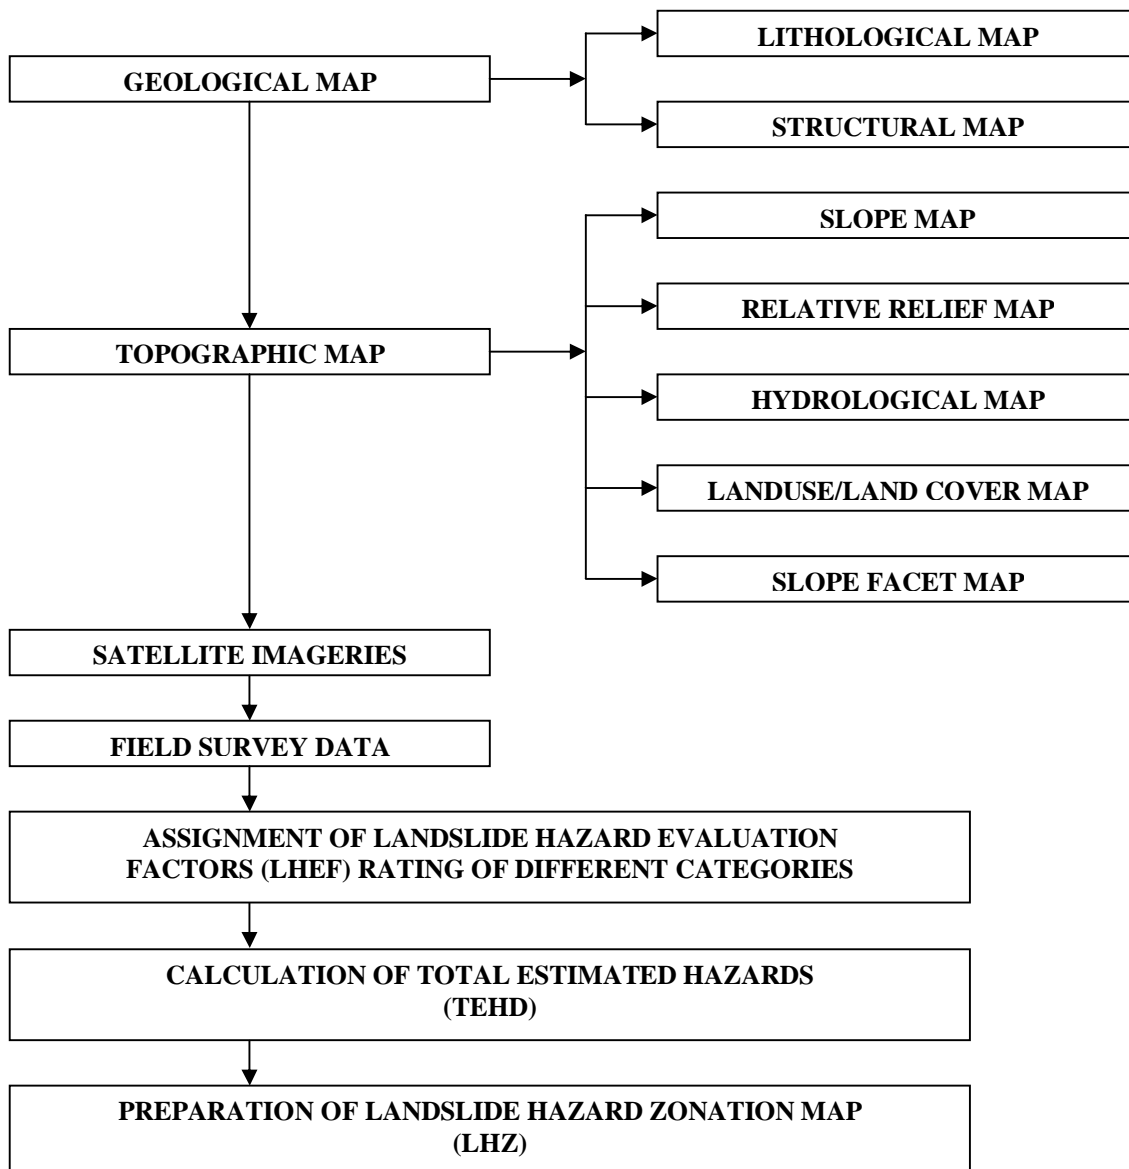 LITHOLOGICAL MAP
GEOLOGICAL MAP
STRUCTURAL MAP
SLOPE MAP
RELATIVE RELIEF MAP
TOPOGRAPHIC MAP
HYDROLOGICAL MAP
LANDUSE/LAND COVER MAP
SLOPE FACET MAP
SATELLITE IMAGERIES
FIELD SURVEY DATA
ASSIGNMENT OF LANDSLIDE HAZARD EVALUATION
FACTORS (LHEF) RATING OF DIFFERENT CATEGORIES
CALCULATION OF TOTAL ESTIMATED HAZARDS
(TEHD)
PREPARATION OF LANDSLIDE HAZARD ZONATION MAP
(LHZ)